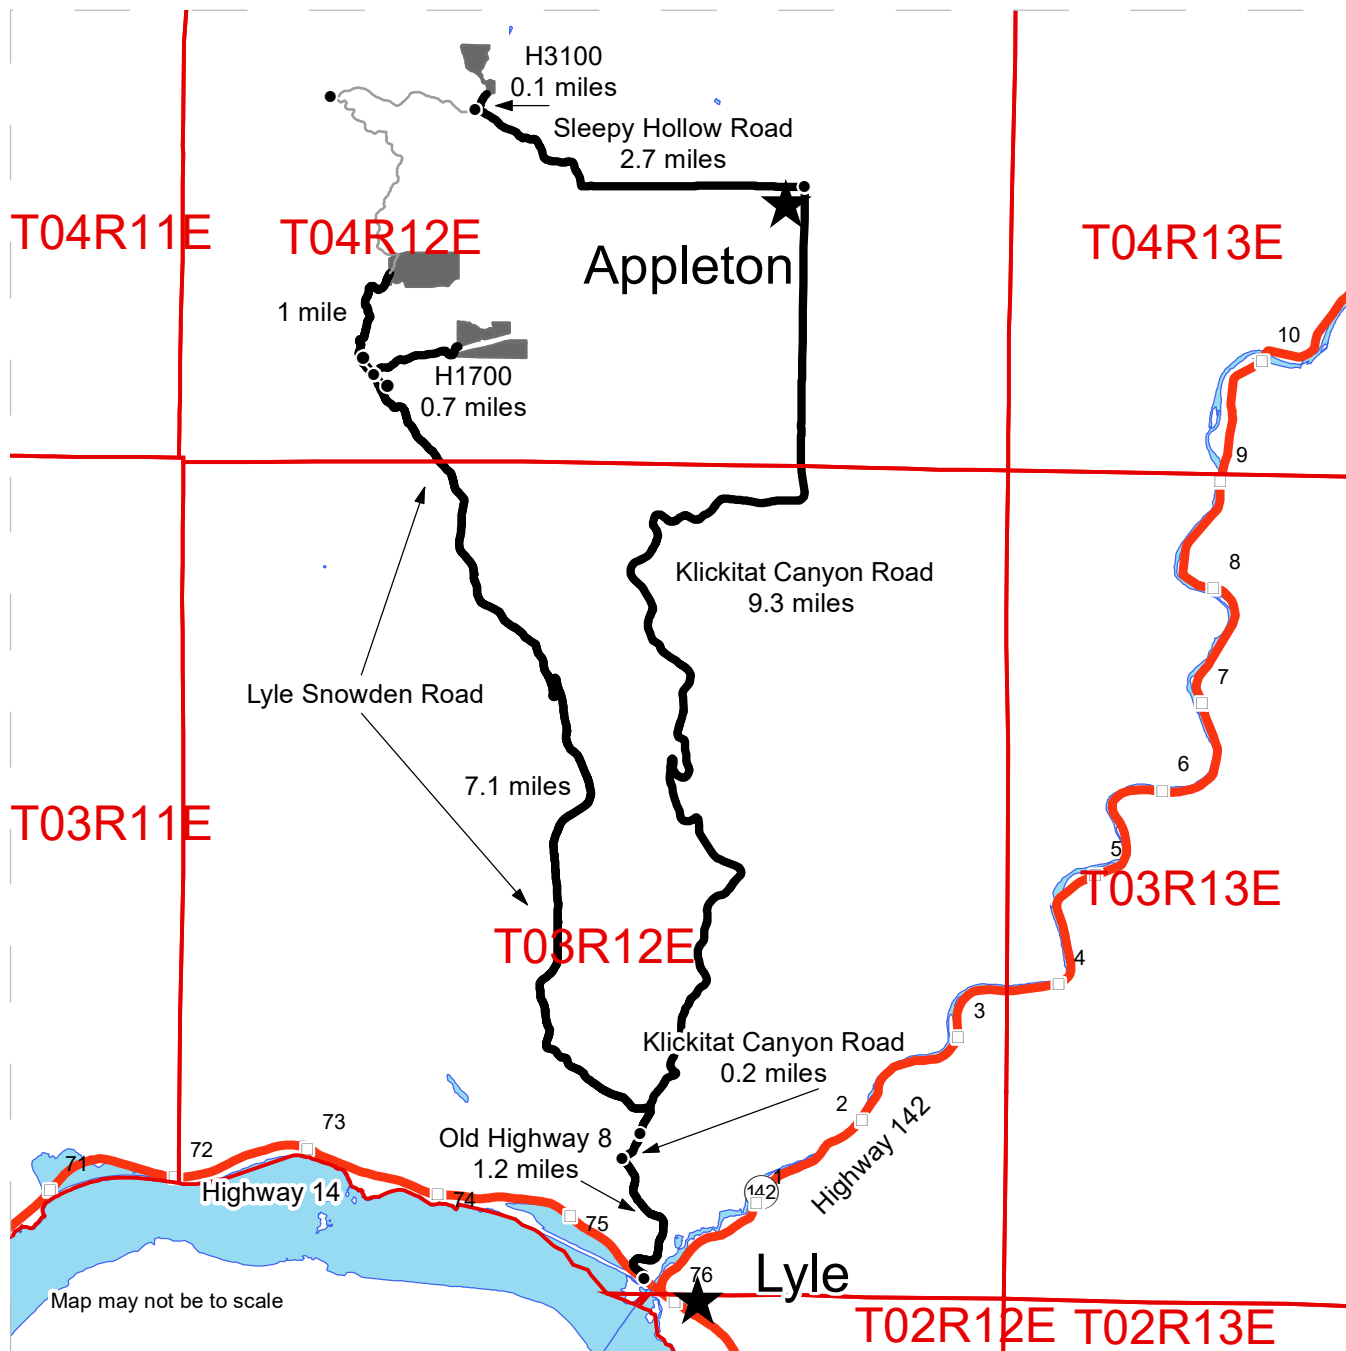 H3100
0.1 miles
Sleepy Hollow Road
2.7 miles
T04R11E
T04R12E
T04R13E
Appleton
1 mile
10
H1700
0.7 miles
9
8
Klickitat Canyon Road
9.3 miles
7
Lyle Snowden Road
6
7.1 miles
T03R11E
5
T03R13E
T03R12E
4
3
Klickitat Canyon Road
0.2 miles
2
Highway 142
73
Old Highway 8
1.2 miles
72
71
1
142
Highway 14
74
75
76
Lyle
Map may not be to scale
T02R12E
T02R13E